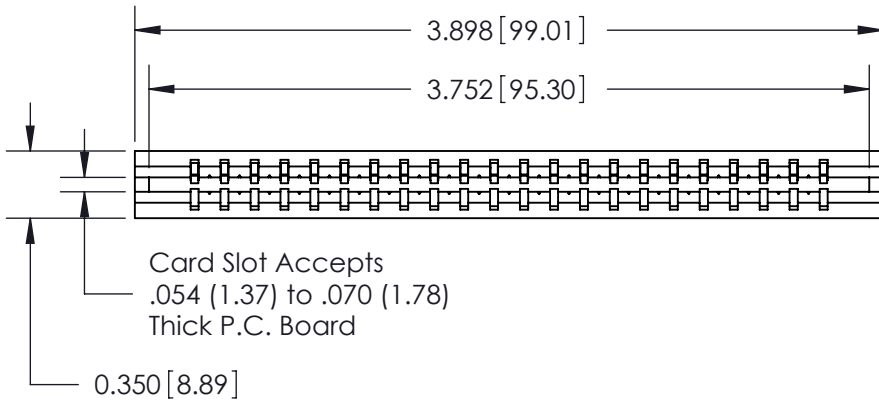 3.898 [99.01]
3.752 [95.30]
Card Slot Accepts
.054 (1.37) to .070 (1.78)
Thick P.C. Board
0.350 [8.89]